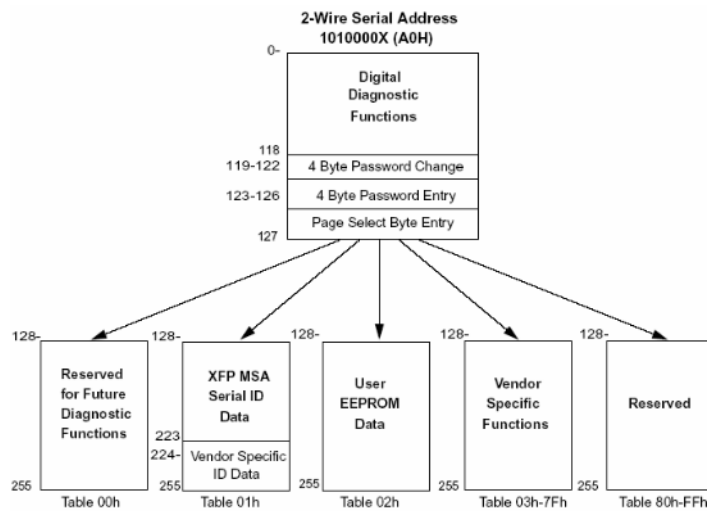 2-Wire Serial Address
1010000X (A0H)
0-
Digital
Diagnostic
Functions
118
119-122
4 Byte Password Change
123-126
4 Byte Password Entry
Page Select Byte Entry
127
128-
Reserved
for Future
Diagnostic
Functions
255
Table 00h
128-
XFP MSA
Serial ID
Data
223
224-
Vendor Specific
ID Data
255
Table 01h
128-
User
EEPROM
Data
255
Table 02h
128-
Vendor
Specific
Functions
255
Table 03h-7Fh
128-
Reserved
255
Table 80h-FFh